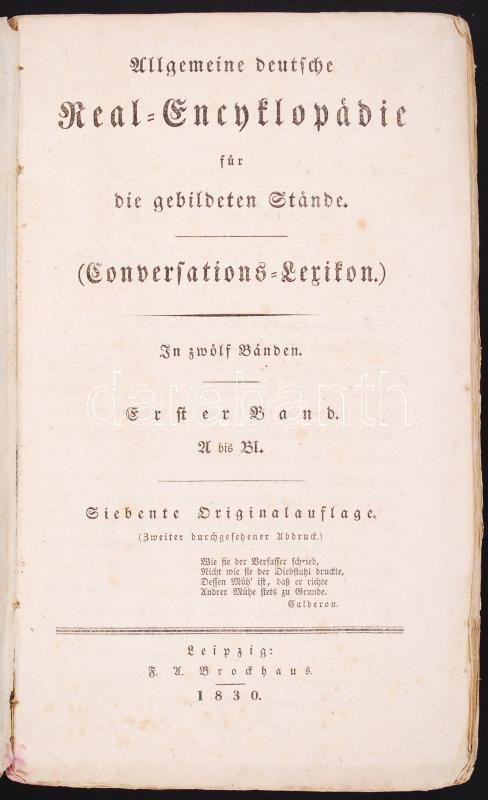 Allgemeine deutsche
Real-Encyklopädie
für
die gebildeten Stände.
(Conversations-Lexikon.)
In zwölf Bänden.
Erster Band.
A bis Bl.
Siebente Originalauflage.
(Zweiter durchgesehener Abdruck.)
Wie sie der Verfasser schrieb,
Nicht wie sie der Diebstahl druckte,
Dessen Müh' ist, daß er richte
Andrer Mühe stets zu Grunde.
Calderon.
Leipzig:
F. A. Brockhaus.
1830.
darabanth